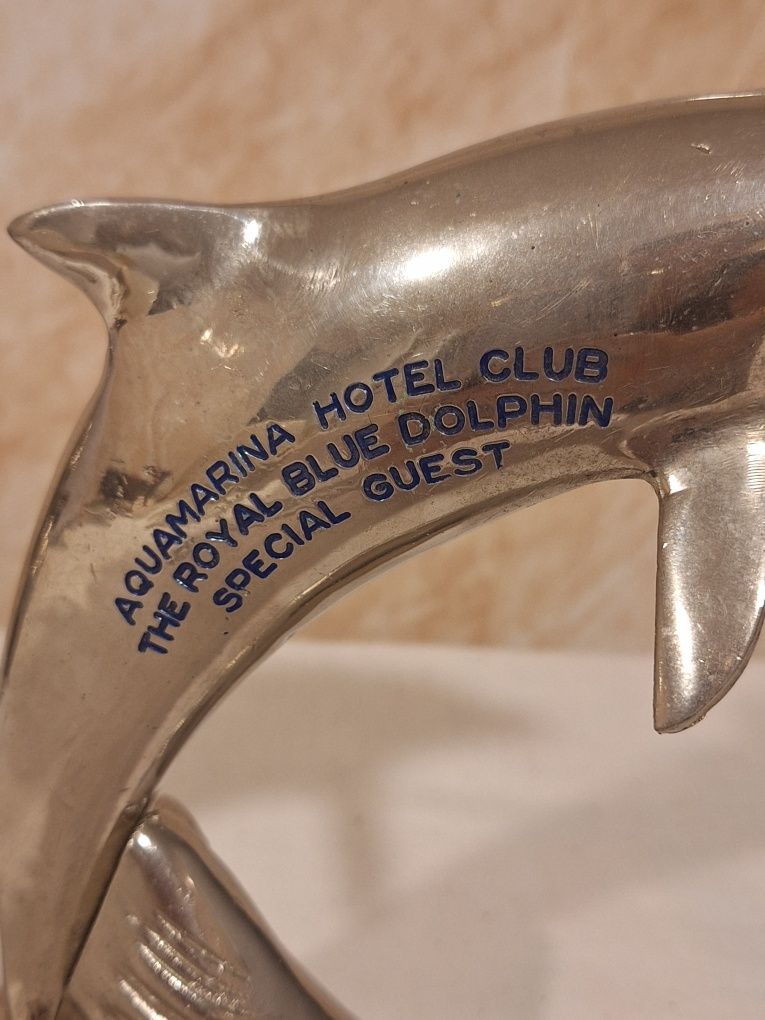 AQUAMARINA HOTEL CLUB
THE ROYAL BLUE DOLPHIN
SPECIAL GUEST